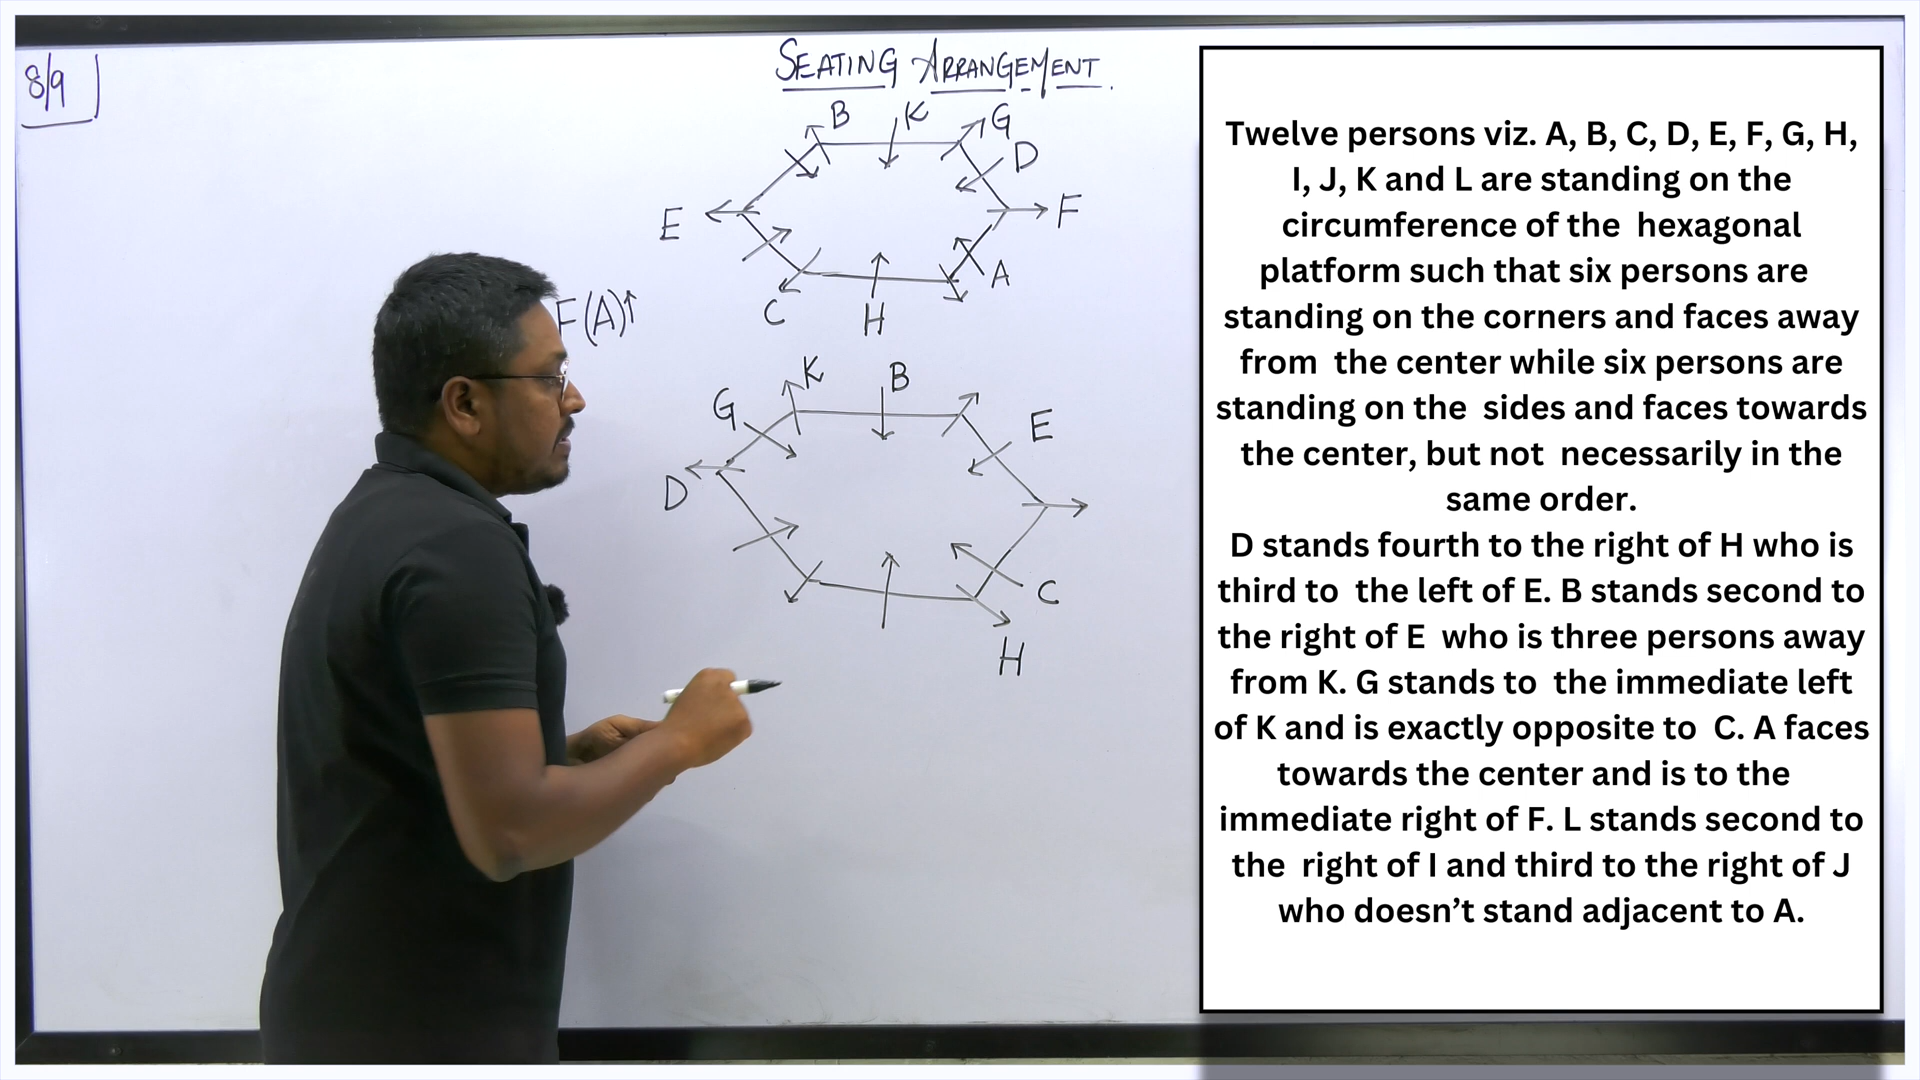 8/9
SEATING ARRANGEMENT.
B K G
D
E F
A
C H
F(A)↑
K B
G E
D
C
H
Twelve persons viz. A, B, C, D, E, F, G, H,
I, J, K and L are standing on the
circumference of the hexagonal
platform such that six persons are
standing on the corners and faces away
from the center while six persons are
standing on the sides and faces towards
the center, but not necessarily in the
same order.
D stands fourth to the right of H who is
third to the left of E. B stands second to
the right of E who is three persons away
from K. G stands to the immediate left
of K and is exactly opposite to C. A faces
towards the center and is to the
immediate right of F. L stands second to
the right of I and third to the right of J
who doesn’t stand adjacent to A.